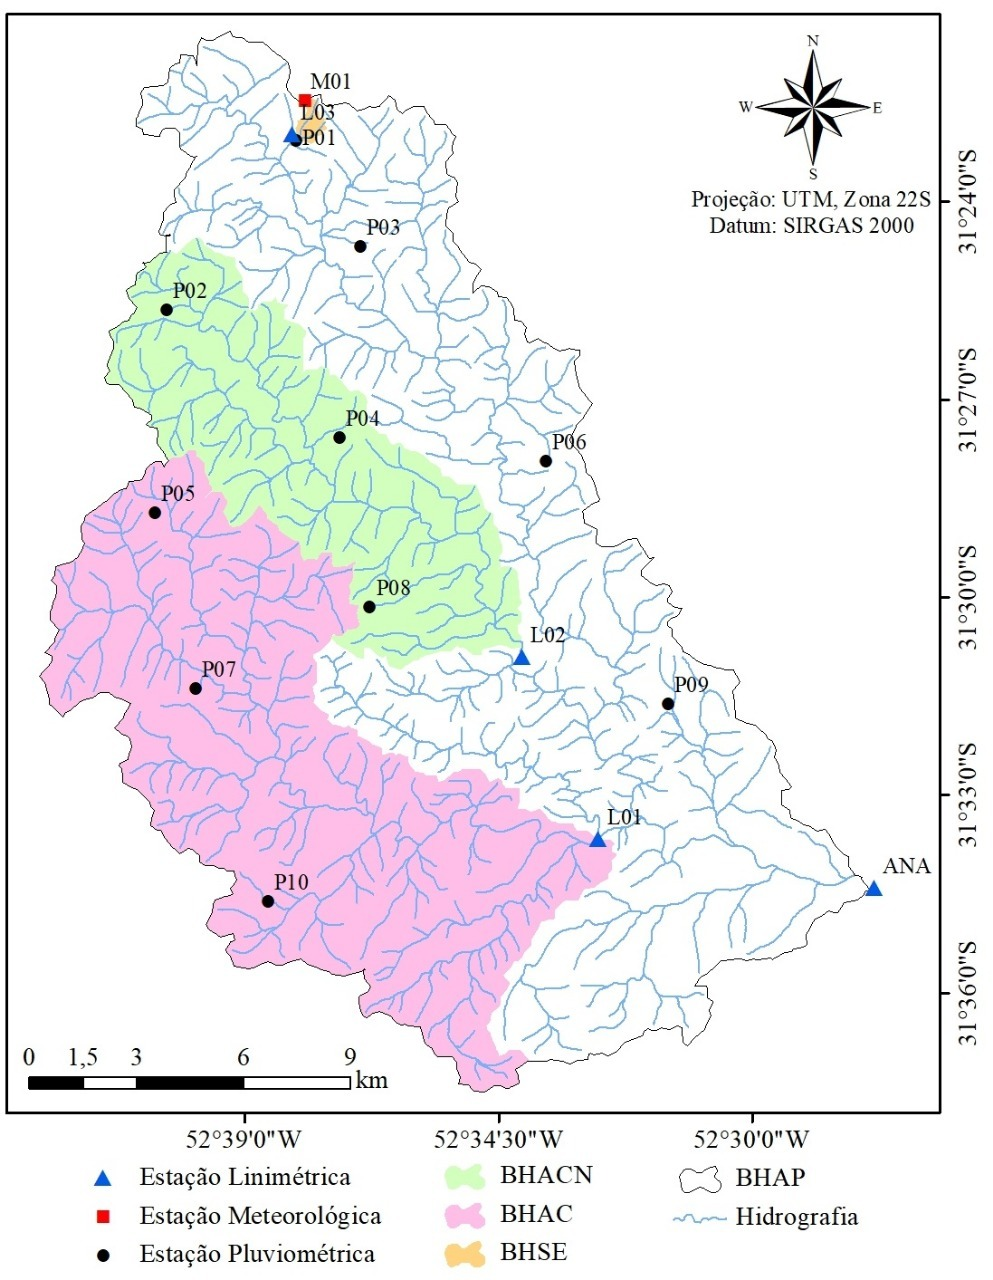 N
W
E
S
Projeção: UTM, Zona 22S
Datum: SIRGAS 2000
M01
L03
P01
P03
P02
P04
P06
P05
P08
L02
P07
P09
L01
ANA
P10
31°24'0"S
31°27'0"S
31°30'0"S
31°33'0"S
31°36'0"S
0 1,5 3 6 9
km
52°39'0"W 52°34'30"W 52°30'0"W
Estação Linimétrica
Estação Meteorológica
Estação Pluviométrica
BHACN
BHAC
BHSE
BHAP
Hidrografia